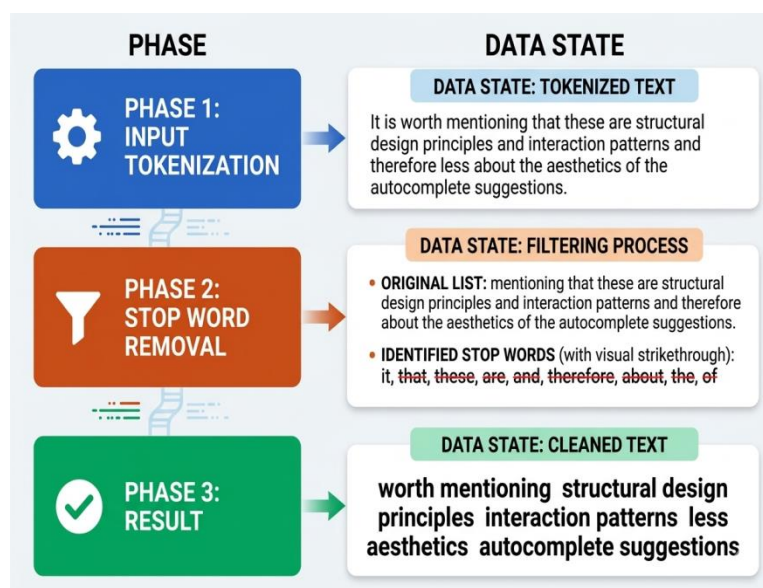 PHASE
DATA STATE
PHASE 1:
INPUT
TOKENIZATION
DATA STATE: TOKENIZED TEXT
It is worth mentioning that these are structural
design principles and interaction patterns and
therefore less about the aesthetics of the
autocomplete suggestions.
PHASE 2:
STOP WORD
REMOVAL
DATA STATE: FILTERING PROCESS
• ORIGINAL LIST: mentioning that these are structural
design principles and interaction patterns and therefore
about the aesthetics of the autocomplete suggestions.
• IDENTIFIED STOP WORDS (with visual strikethrough):
it, that, these, are, and, therefore, about, the, of
PHASE 3:
RESULT
DATA STATE: CLEANED TEXT
worth mentioning structural design
principles interaction patterns less
aesthetics autocomplete suggestions